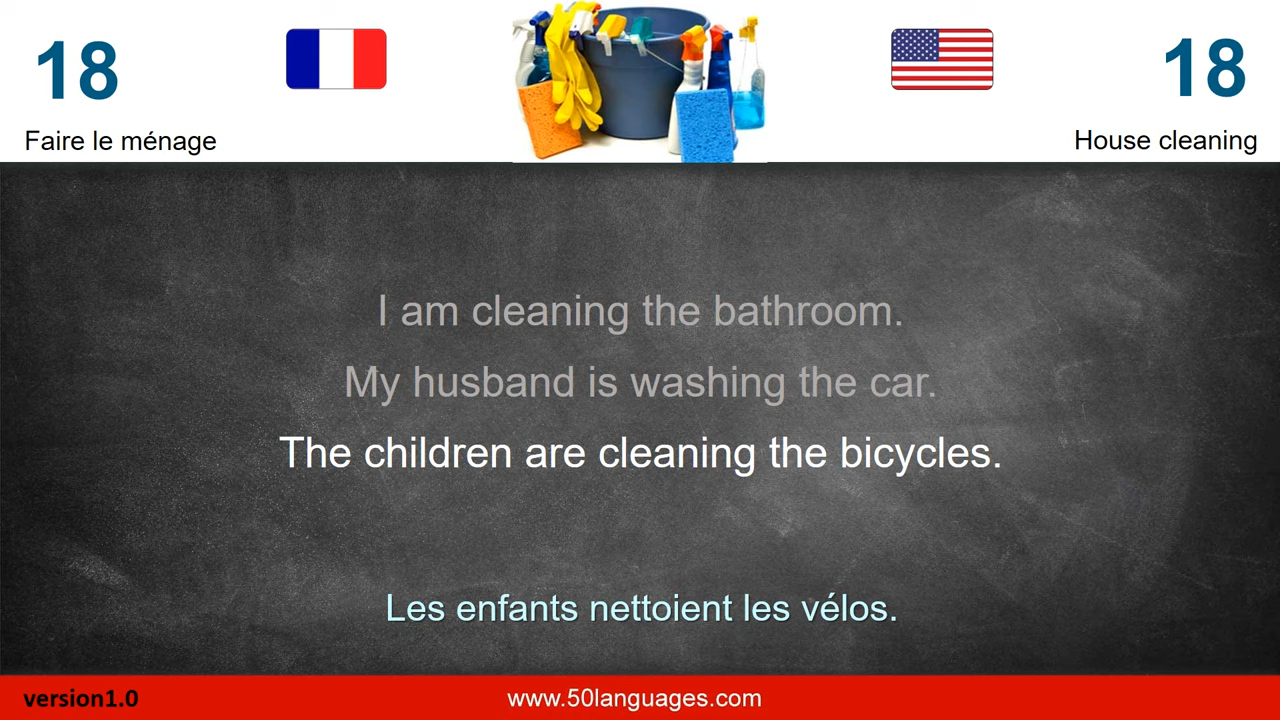 18
18
Faire le ménage
House cleaning
I am cleaning the bathroom.
My husband is washing the car.
The children are cleaning the bicycles.
Les enfants nettoient les vélos.
version1.0
www.50languages.com